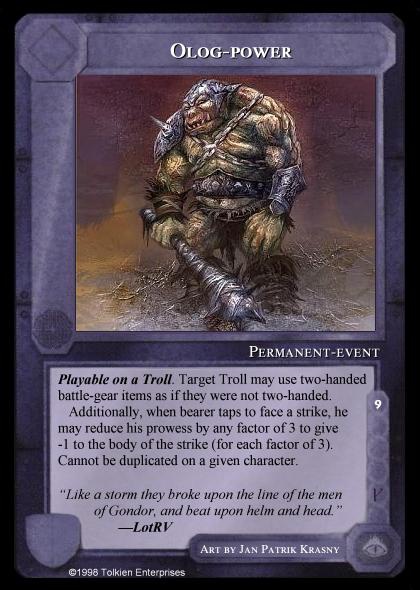 Olog-power
Permanent-event
Playable on a Troll. Target Troll may use two-handed
battle-gear items as if they were not two-handed.
Additionally, when bearer taps to face a strike, he
may reduce his prowess by any factor of 3 to give
-1 to the body of the strike (for each factor of 3).
Cannot be duplicated on a given character.
9
“Like a storm they broke upon the line of the men
of Gondor, and beat upon helm and head.”
—LotRV
Art by Jan Patrik Krasny
©1998 Tolkien Enterprises